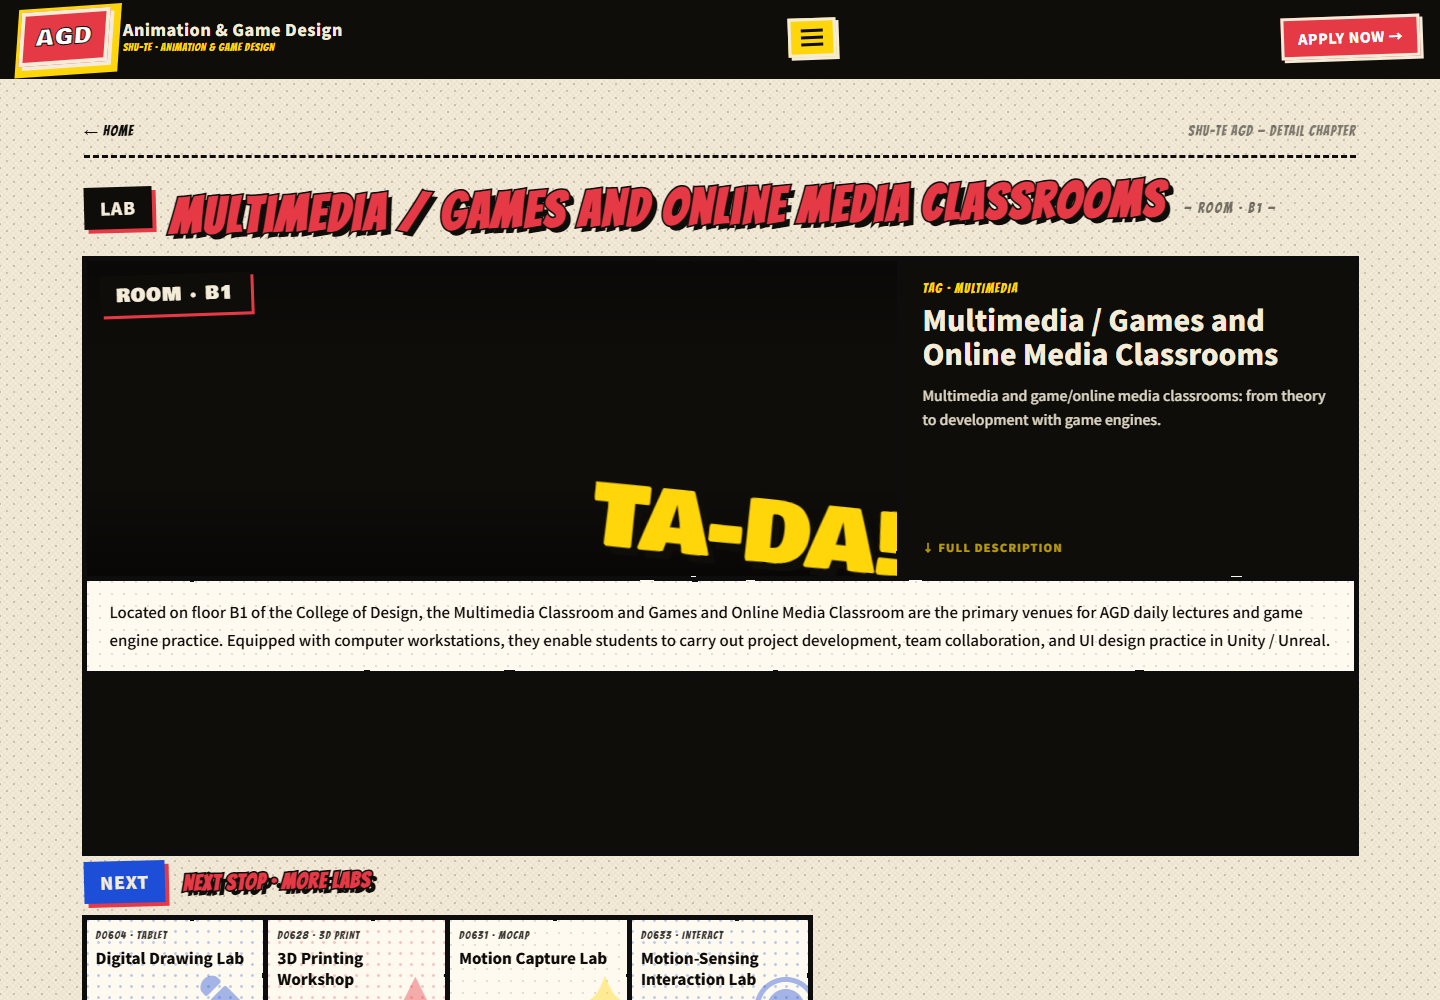 AGD
Animation & Game Design
SHU-TE · ANIMATION & GAME DESIGN
APPLY NOW →
← HOME
SHU-TE AGD — DETAIL CHAPTER
LAB
MULTIMEDIA / GAMES AND ONLINE MEDIA CLASSROOMS
— ROOM · B1 —
ROOM · B1
TA-DA!
TAG · MULTIMEDIA
Multimedia / Games and
Online Media Classrooms
Multimedia and game/online media classrooms: from theory
to development with game engines.
↓ FULL DESCRIPTION
Located on floor B1 of the College of Design, the Multimedia Classroom and Games and Online Media Classroom are the primary venues for AGD daily lectures and game
engine practice. Equipped with computer workstations, they enable students to carry out project development, team collaboration, and UI design practice in Unity / Unreal.
NEXT
NEXT STOP · MORE LABS
D0604 · TABLET
Digital Drawing Lab
D0628 · 3D PRINT
3D Printing
Workshop
D0631 · MOCAP
Motion Capture Lab
D0633 · INTERACT
Motion-Sensing
Interaction Lab